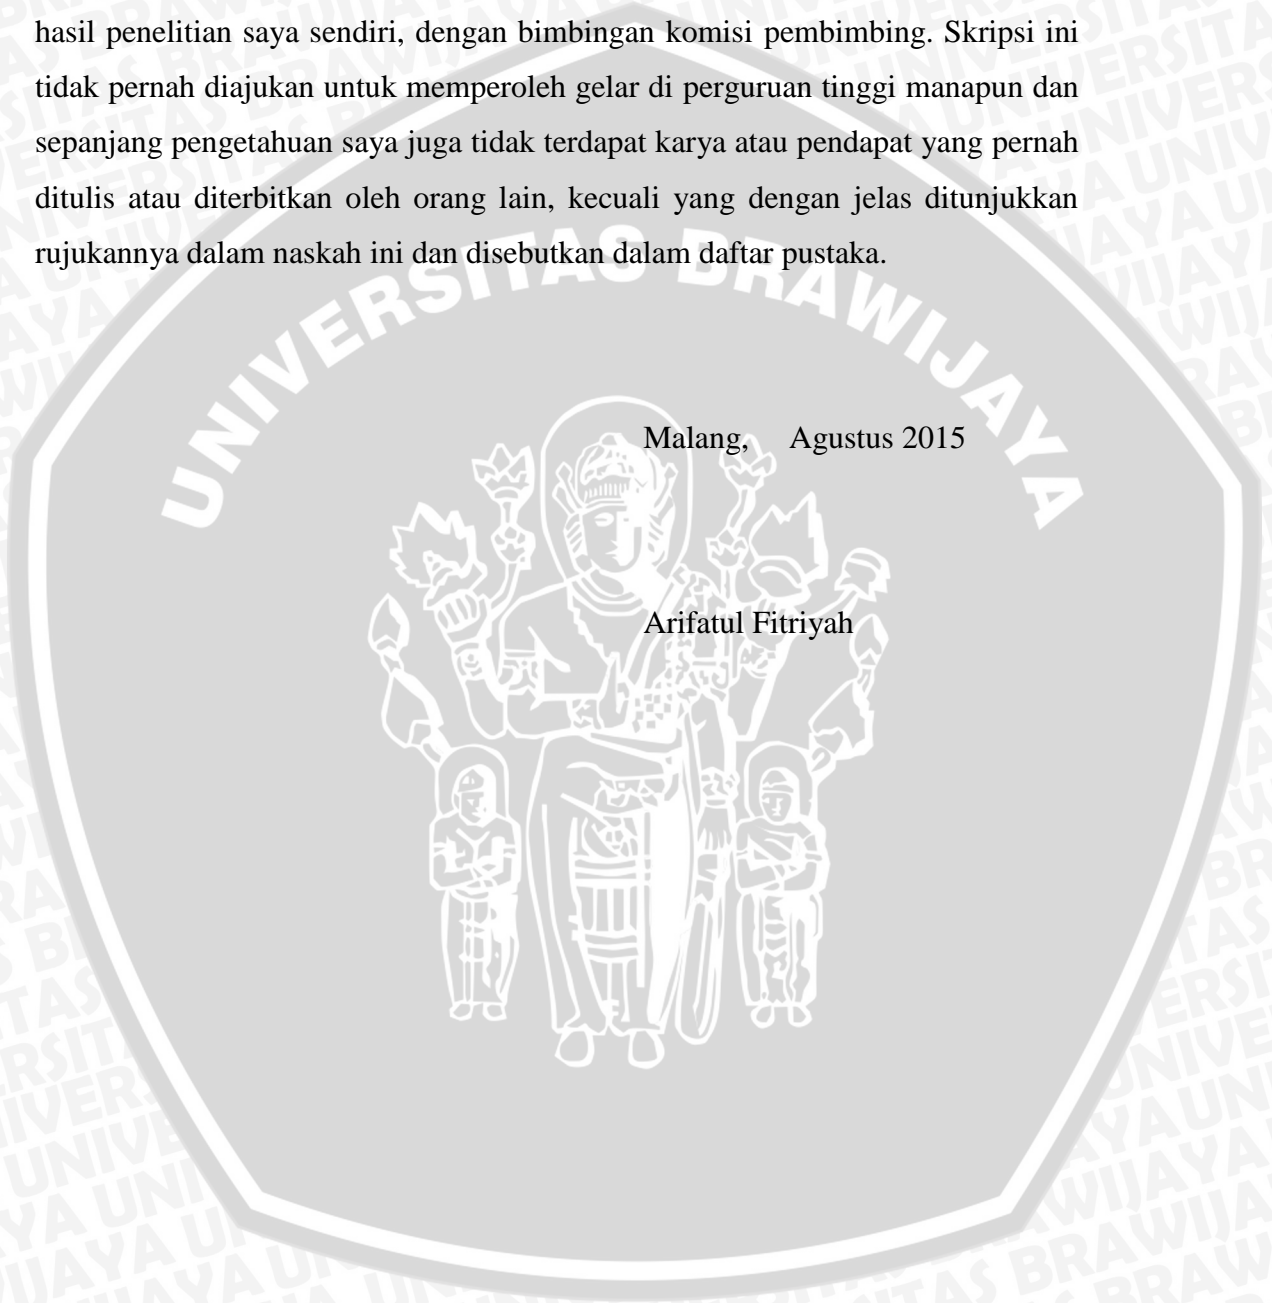 hasil penelitian saya sendiri, dengan bimbingan komisi pembimbing. Skripsi ini
tidak pernah diajukan untuk memperoleh gelar di perguruan tinggi manapun dan
sepanjang pengetahuan saya juga tidak terdapat karya atau pendapat yang pernah
ditulis atau diterbitkan oleh orang lain, kecuali yang dengan jelas ditunjukkan
rujukannya dalam naskah ini dan disebutkan dalam daftar pustaka.
UNIVERSITAS BRAWIJAYA
Malang, Agustus 2015
Arifatul Fitriyah